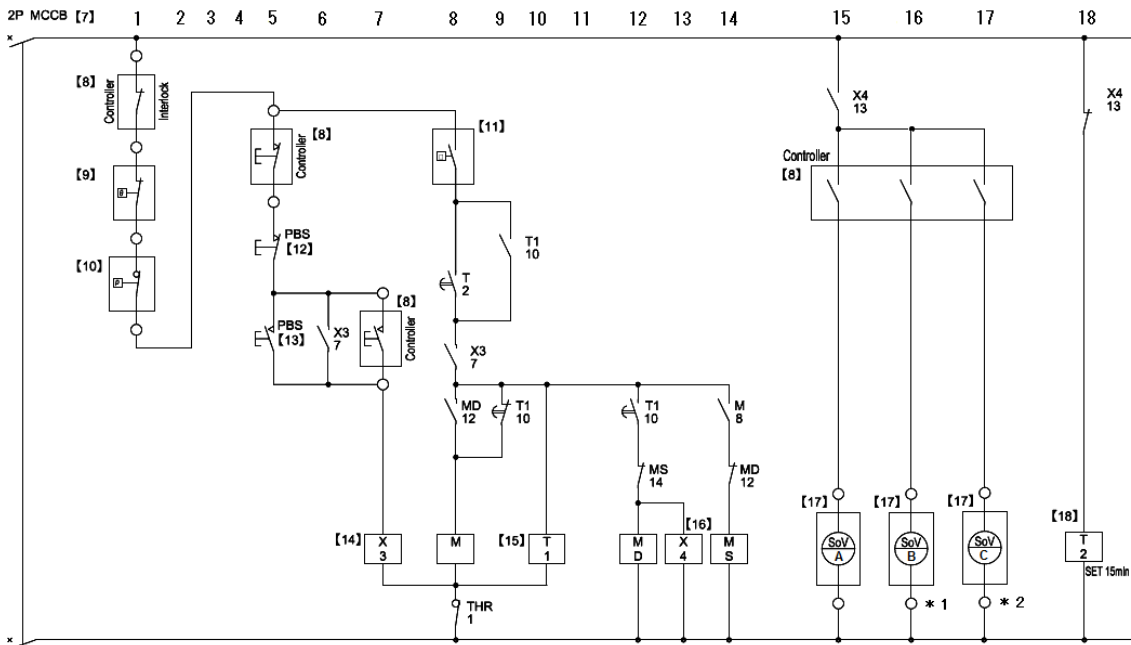 2P MCCB 【7】 1 2 3 4 5 6 7 8 9 10 11 12 13 14 15 16 17 18
【8】
Controller
Interlock
【9】
θ
【10】
P
【8】
Controller
PBS
【12】
PBS
【13】
X3
7
【8】
Controller
【11】
T1
10
T
2
X3
7
MD
12
T1
10
T1
10
M
8
MS
14
MD
12
X4
13
Controller
【8】
X4
13
【14】
X
3
M
【15】
T
1
M
D
【16】
X
4
M
S
THR
1
【17】
SoV
A
【17】
SoV
B
* 1
【17】
SoV
C
* 2
【18】
T
2
SET 15min